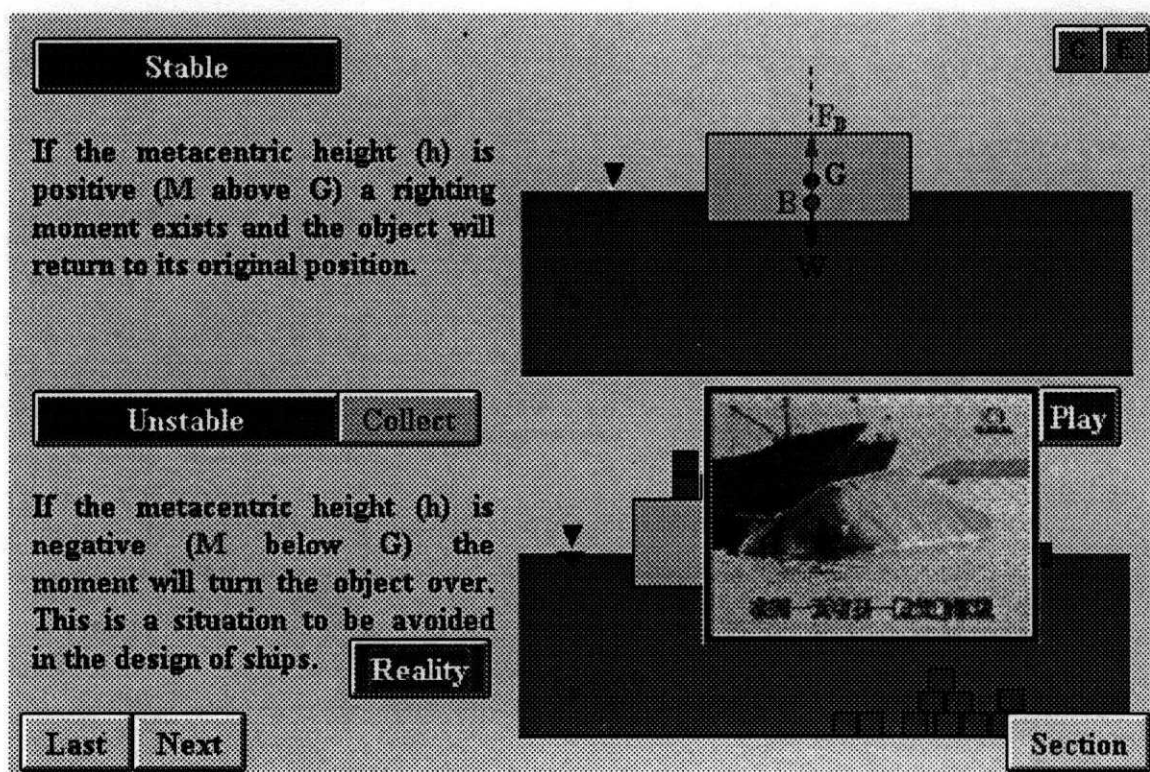 Stable
C E
If the metacentric height (h) is
positive (M above G) a righting
moment exists and the object will
return to its original position.
F_B
G
B
W
Unstable
Collect
Play
If the metacentric height (h) is
negative (M below G) the
moment will turn the object over.
This is a situation to be avoided
in the design of ships.
Reality
Last
Next
Section